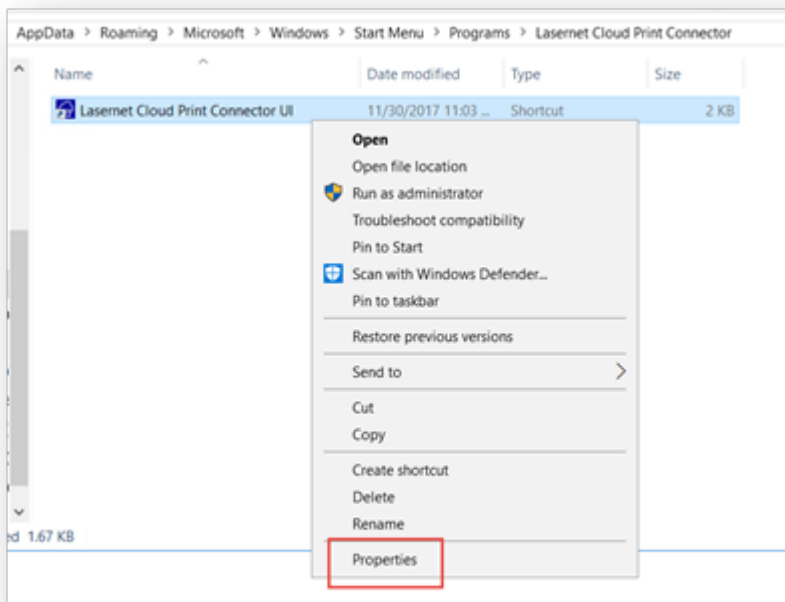 AppData > Roaming > Microsoft > Windows > Start Menu > Programs > Lasernet Cloud Print Connector
Name Date modified Type Size
Lasernet Cloud Print Connector UI 11/30/2017 11:03 ... Shortcut 2 KB
Open
Open file location
Run as administrator
Troubleshoot compatibility
Pin to Start
Scan with Windows Defender...
Pin to taskbar
Restore previous versions
Send to
Cut
Copy
Create shortcut
Delete
Rename
ed 1.67 KB
Properties